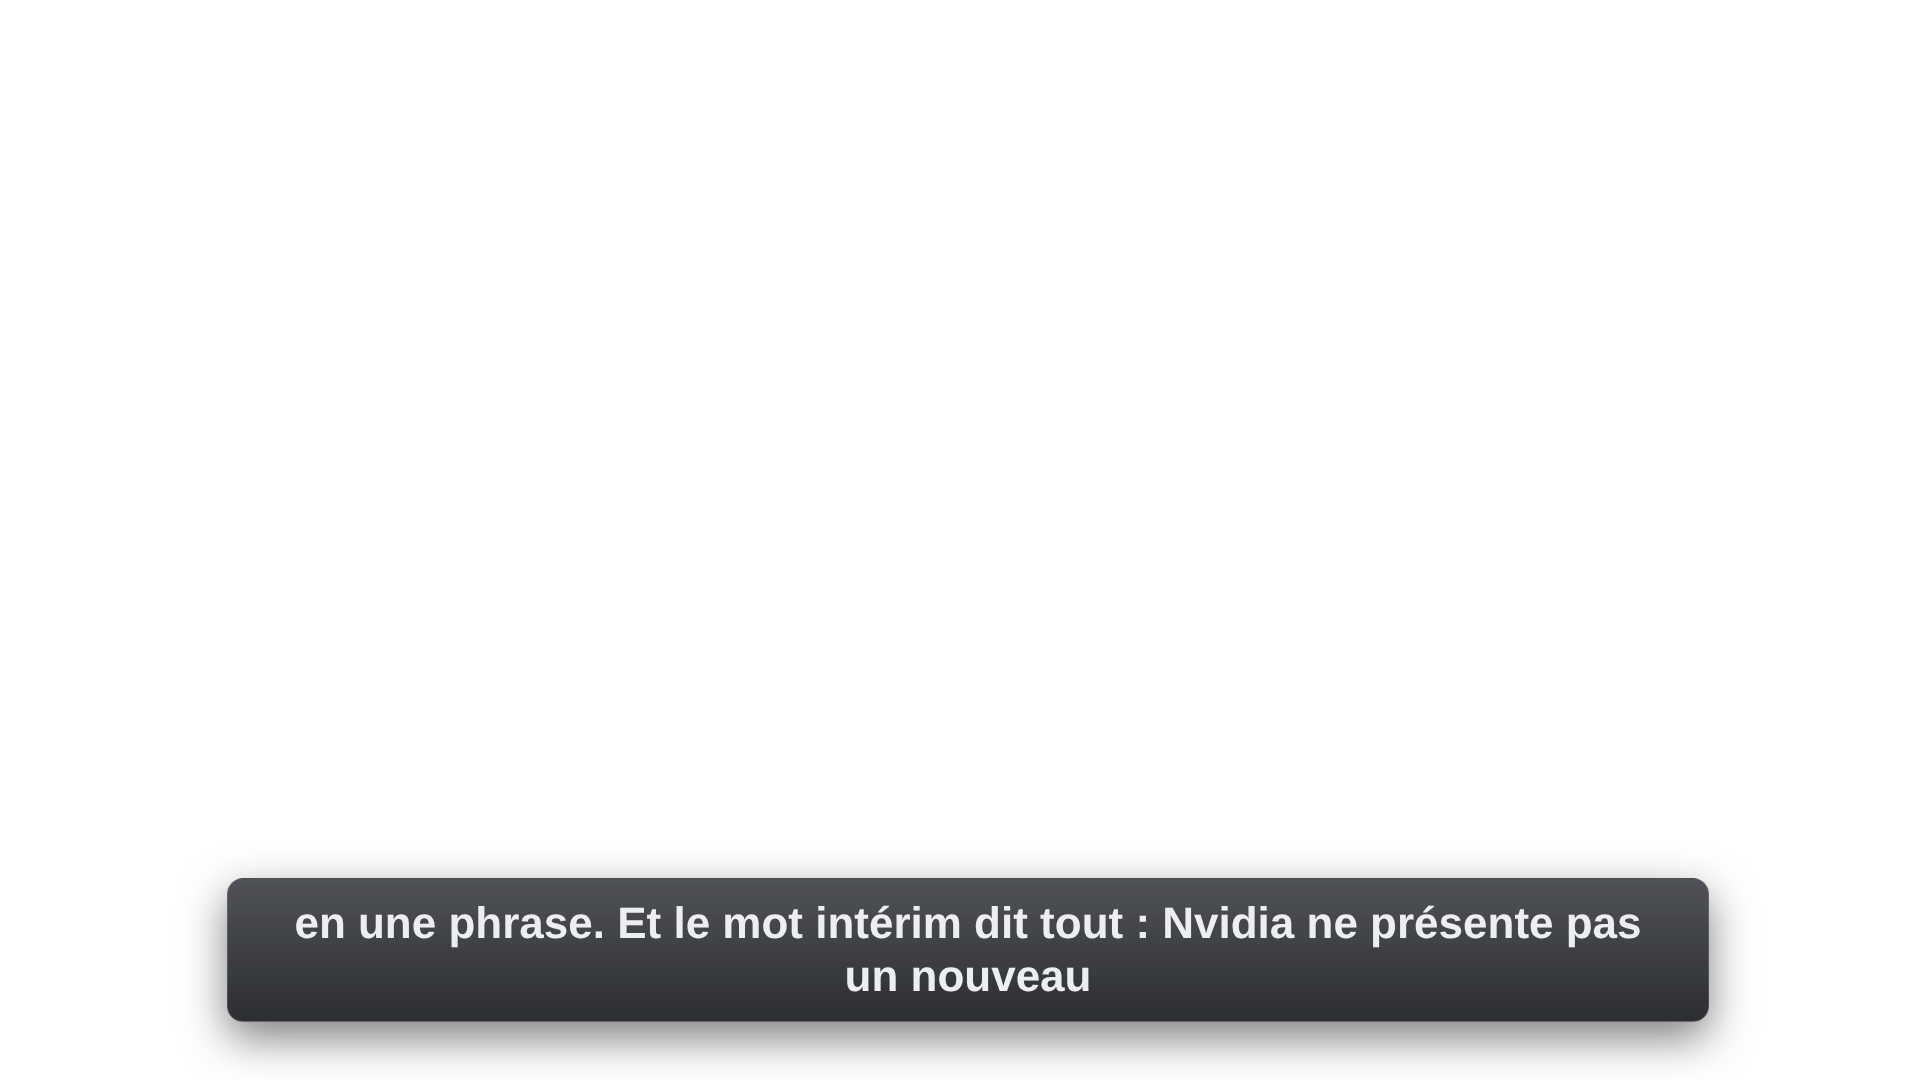 en une phrase. Et le mot intérim dit tout : Nvidia ne présente pas
un nouveau